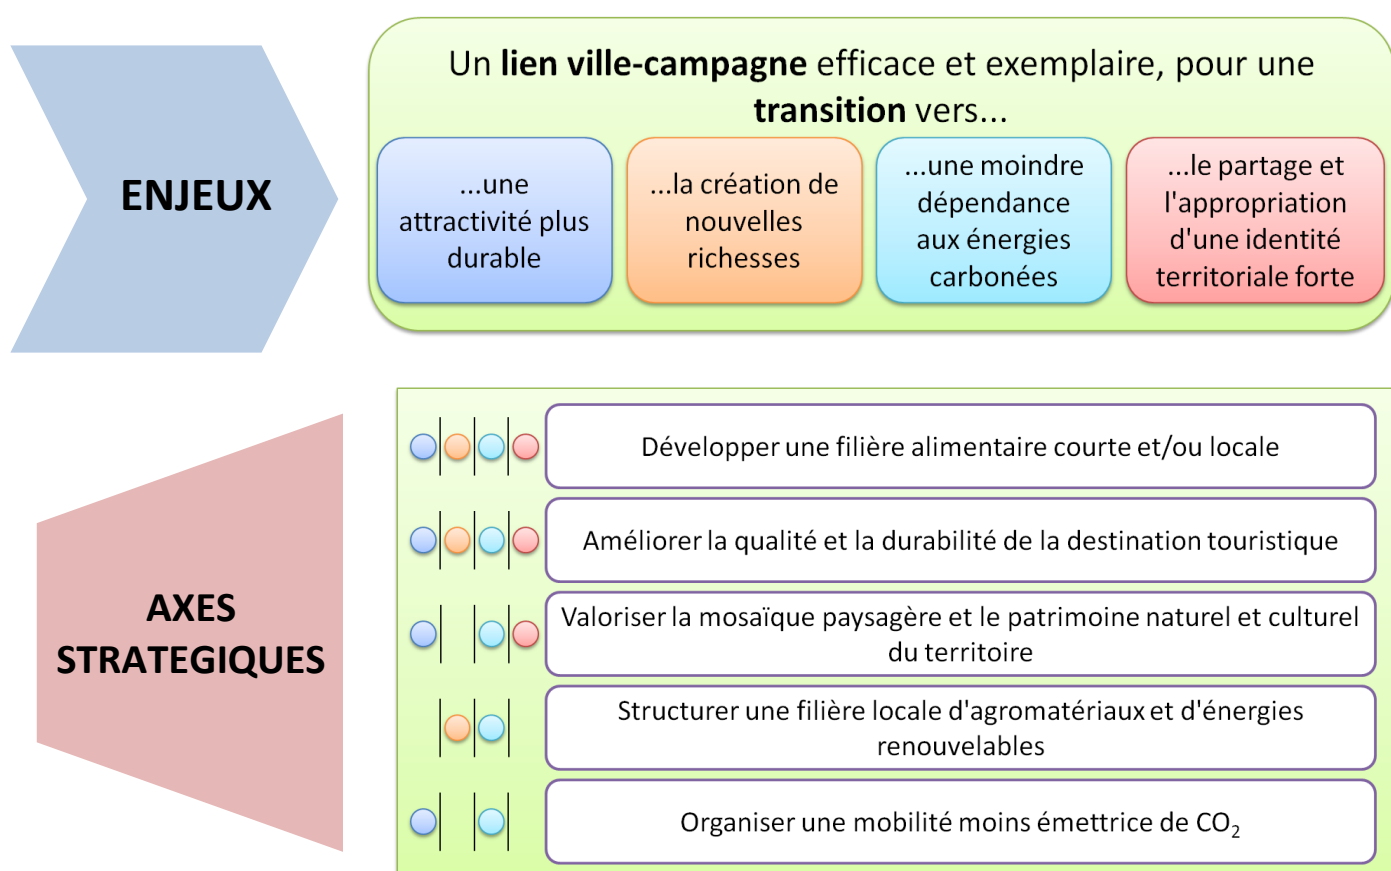 ENJEUX
Un lien ville-campagne efficace et exemplaire, pour une
transition vers...
...une
attractivité plus
durable
...la création de
nouvelles
richesses
...une moindre
dépendance
aux énergies
carbonées
...le partage et
l'appropriation
d'une identité
territoriale forte
AXES
STRATEGIQUES
Développer une filière alimentaire courte et/ou locale
Améliorer la qualité et la durabilité de la destination touristique
Valoriser la mosaïque paysagère et le patrimoine naturel et culturel
du territoire
Structurer une filière locale d'agromatériaux et d'énergies
renouvelables
Organiser une mobilité moins émettrice de CO₂